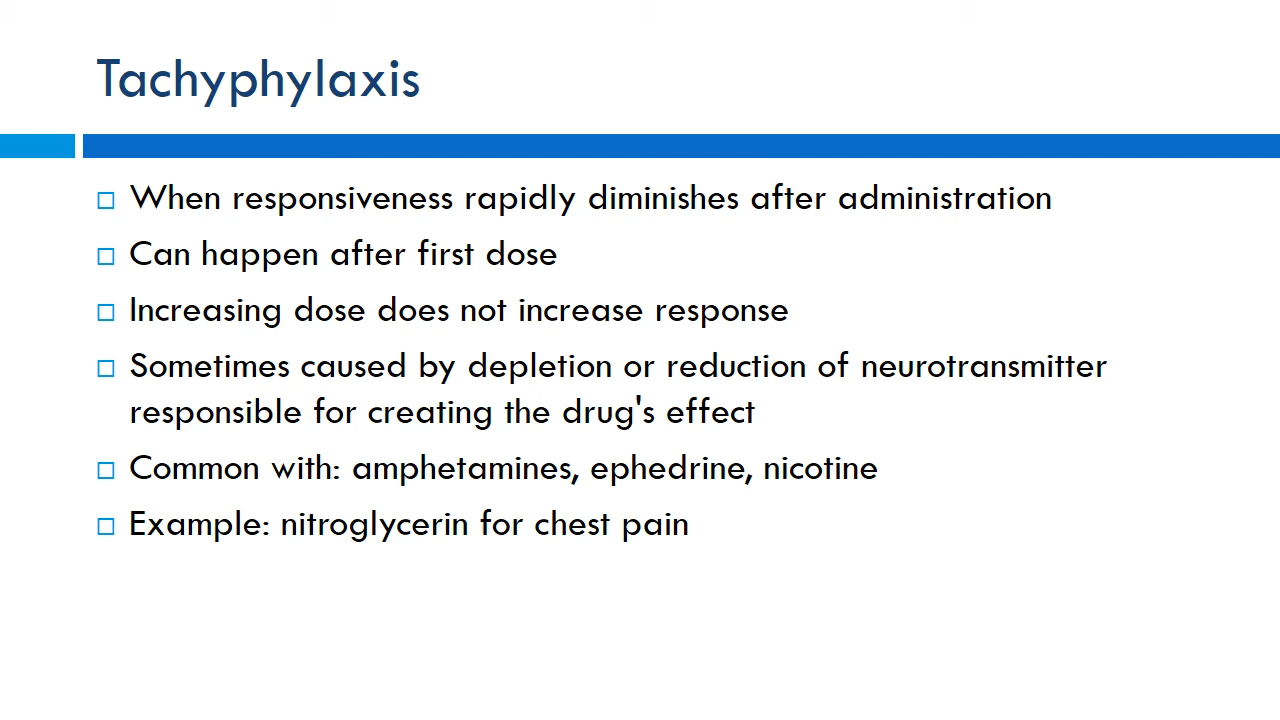 Tachyphylaxis
When responsiveness rapidly diminishes after administration
Can happen after first dose
Increasing dose does not increase response
Sometimes caused by depletion or reduction of neurotransmitter
responsible for creating the drug's effect
Common with: amphetamines, ephedrine, nicotine
Example: nitroglycerin for chest pain